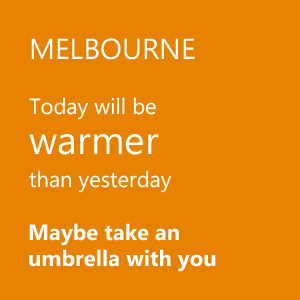 MELBOURNE
Today will be
warmer
than yesterday
Maybe take an
umbrella with you